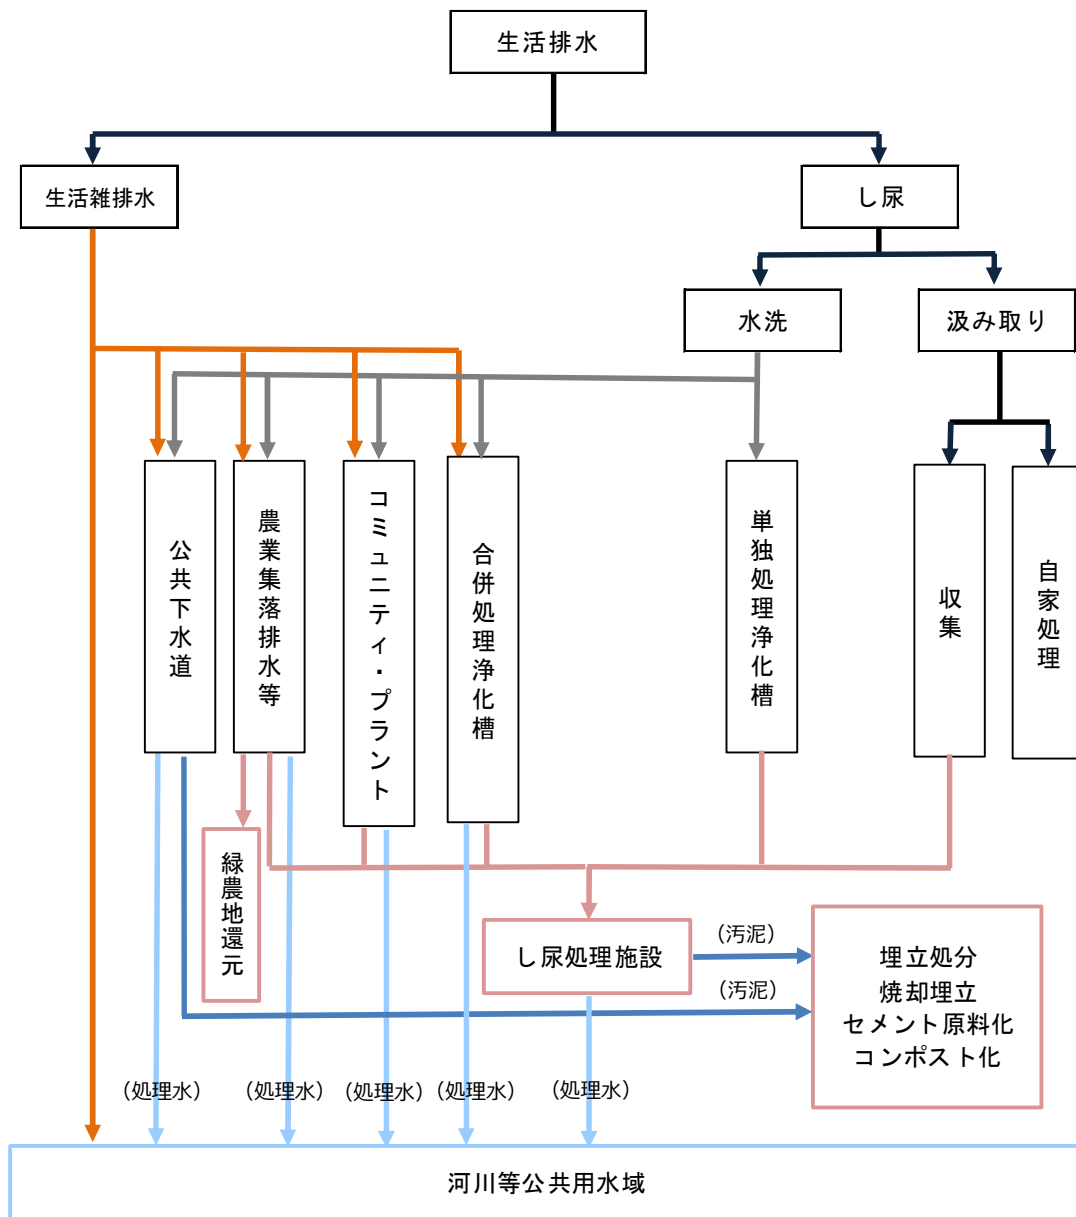 生活排水
生活雑排水
し尿
水洗
汲み取り
公共下水道
農業集落排水等
コミュニティ・プラント
合併処理浄化槽
単独処理浄化槽
収集
自家処理
緑農地還元
し尿処理施設
（汚泥）
（汚泥）
埋立処分
焼却埋立
セメント原料化
コンポスト化
（処理水）
（処理水）
（処理水）
（処理水）
（処理水）
河川等公共用水域